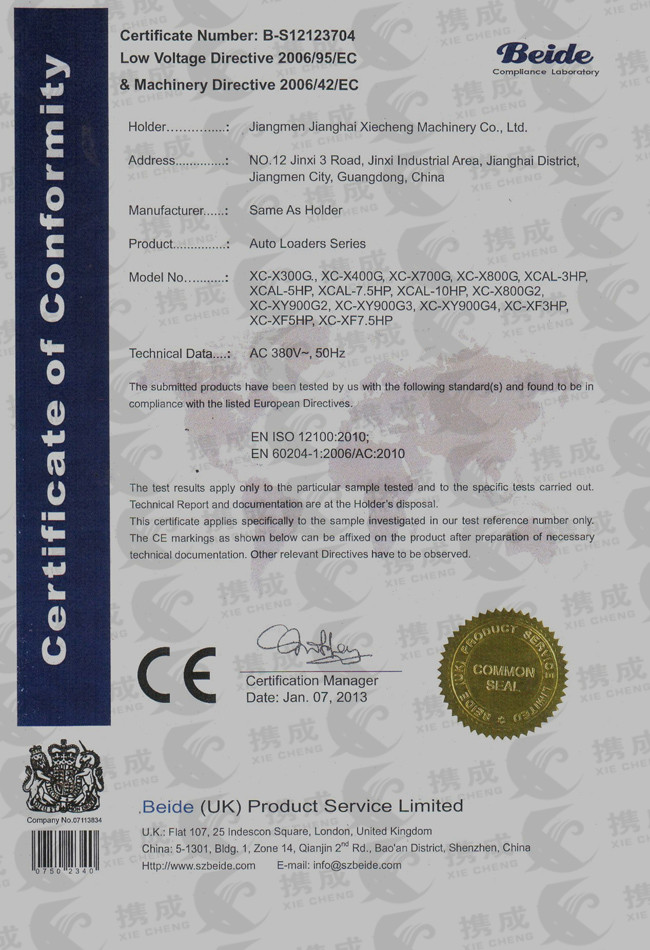 Certificate of Conformity
Certificate Number: B-S12123704
Low Voltage Directive 2006/95/EC
& Machinery Directive 2006/42/EC
Beide
Compliance Laboratory
Holder...............: Jiangmen Jianghai Xiecheng Machinery Co., Ltd.
Address.............: NO.12 Jinxi 3 Road, Jinxi Industrial Area, Jianghai District,
Jiangmen City, Guangdong, China
Manufacturer......: Same As Holder
Product..............: Auto Loaders Series
Model No...........: XC-X300G, XC-X400G, XC-X700G, XC-X800G, XCAL-3HP,
XCAL-5HP, XCAL-7.5HP, XCAL-10HP, XC-X800G2,
XC-XY900G2, XC-XY900G3, XC-XY900G4, XC-XF3HP,
XC-XF5HP, XC-XF7.5HP
Technical Data....: AC 380V~, 50Hz
The submitted products have been tested by us with the following standard(s) and found to be in
compliance with the listed European Directives.
EN ISO 12100:2010;
EN 60204-1:2006/AC:2010
The test results apply only to the particular sample tested and to the specific tests carried out.
Technical Report and documentation are at the Holder's disposal.
This certificate applies specifically to the sample investigated in our test reference number only.
The CE markings as shown below can be affixed on the product after preparation of necessary
technical documentation. Other relevant Directives have to be observed.
CE
Certification Manager
Date: Jan. 07, 2013
BEIDE (UK) PRODUCT SERVICE LIMITED
COMMON
SEAL
Company No.07113834
0750 2340
Beide (UK) Product Service Limited
U.K.: Flat 107, 25 Indescon Square, London, United Kingdom
China: 5-1301, Bldg. 1, Zone 14, Qianjin 2nd Rd., Bao'an District, Shenzhen, China
Http://www.szbeide.com E-mail: info@szbeide.com
携成
XIE CHENG